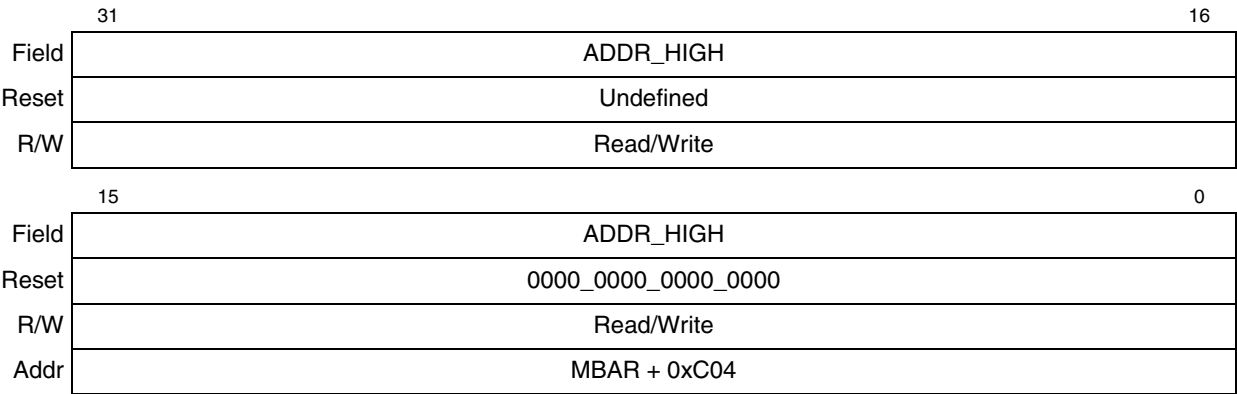 31 16
Field ADDR_HIGH
Reset Undefined
R/W Read/Write
15 0
Field ADDR_HIGH
Reset 0000_0000_0000_0000
R/W Read/Write
Addr MBAR + 0xC04